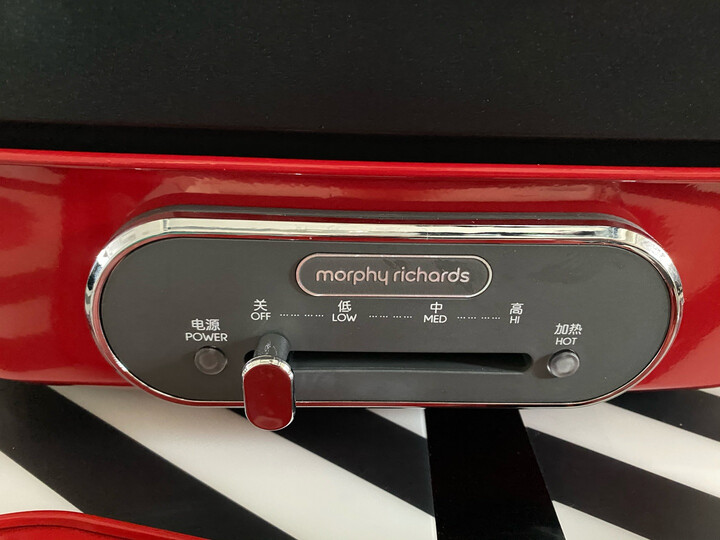 morphy richards
关 低 中 高
OFF ... ... ... LOW ... ... ... MED ... ... ... HI
电源
POWER
加热
HOT